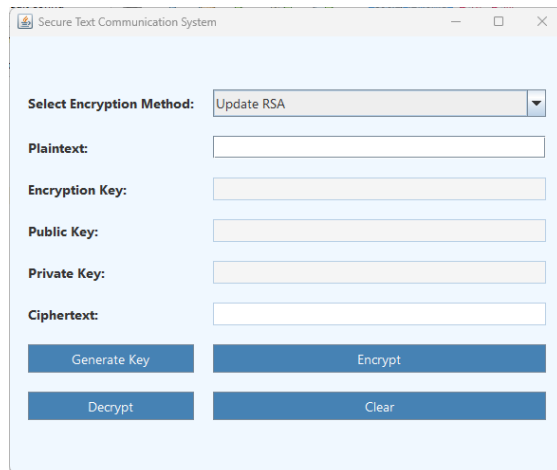 Secure Text Communication System
Select Encryption Method: Update RSA
Plaintext:
Encryption Key:
Public Key:
Private Key:
Ciphertext:
Generate Key Encrypt
Decrypt Clear